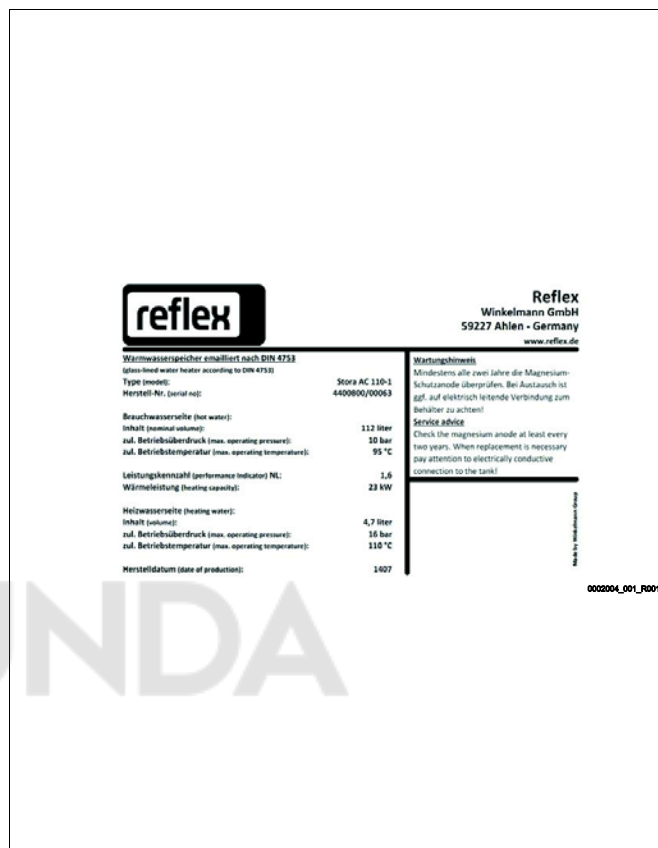 reflex
Reflex
Winkelmann GmbH
59227 Ahlen - Germany
www.reflex.de
Warmwasserspeicher emailliert nach DIN 4753
(glass-lined water heater according to DIN 4753)
Type (model): Stora AC 110-1
Herstell-Nr. (serial no): 4400800/00063
Brauchwasserseite (hot water):
Inhalt (nominal volume): 112 liter
zul. Betriebsüberdruck (max. operating pressure): 10 bar
zul. Betriebstemperatur (max. operating temperature): 95 °C
Leistungskennzahl (performance indicator) NL: 1,6
Wärmeleistung (heating capacity): 23 kW
Heizwasserseite (heating water):
Inhalt (volume): 4,7 liter
zul. Betriebsüberdruck (max. operating pressure): 16 bar
zul. Betriebstemperatur (max. operating temperature): 110 °C
Herstelldatum (date of production): 1407
Wartungshinweis
Mindestens alle zwei Jahre die Magnesium-
Schutzanode überprüfen. Bei Austausch ist
ggf. auf elektrisch leitende Verbindung zum
Behälter zu achten!
Service advice
Check the magnesium anode at least every
two years. When replacement is necessary
pay attention to electrically conductive
connection to the tank!
Made by Winkelmann Group
0002004_001_R001
UNDA